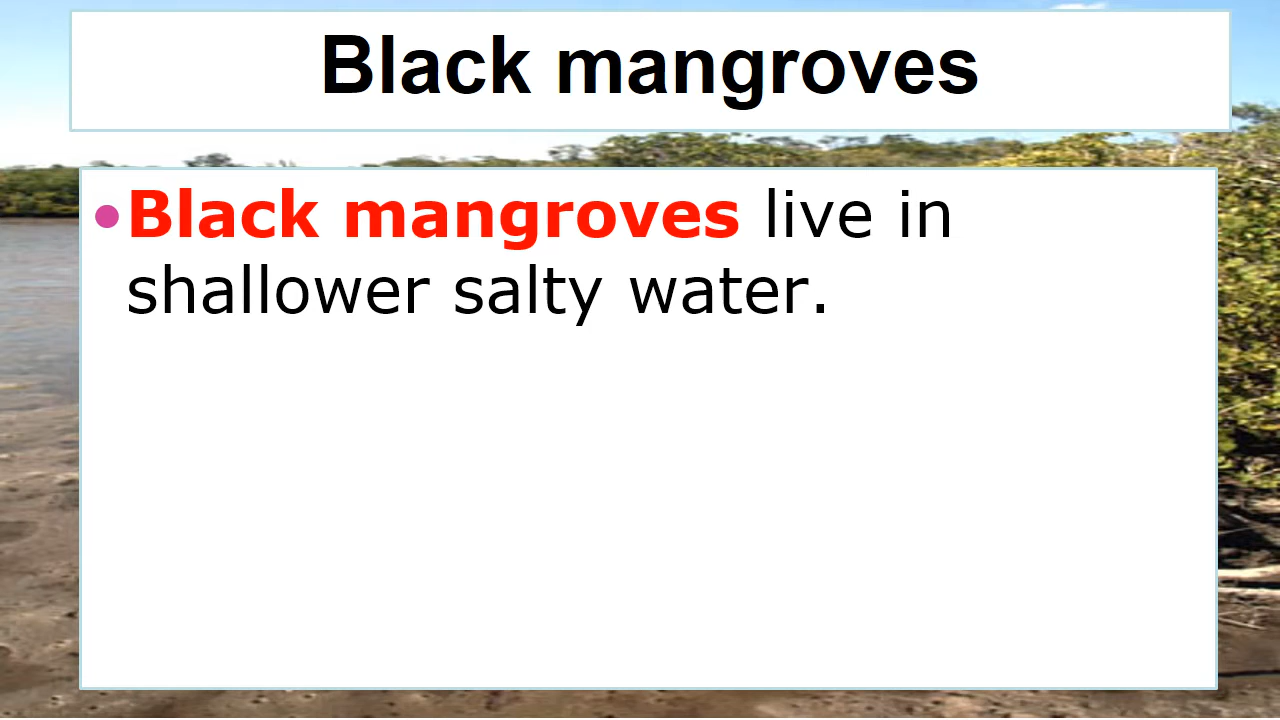 Black mangroves
•Black mangroves live in
shallower salty water.